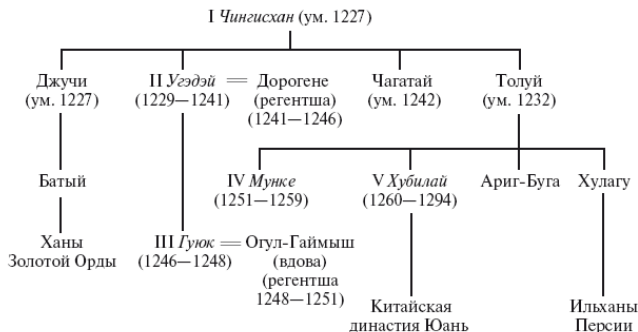 I Чингисхан (ум. 1227)
Джучи
(ум. 1227)
II Угэдэй = Дорогене
(1229—1241)
(регентша)
(1241—1246)
Чагатай
(ум. 1242)
Толуй
(ум. 1232)
Батый
IV Мунке
(1251—1259)
V Хубилай
(1260—1294)
Ариг-Буга
Хулагу
Ханы
Золотой Орды
III Гуюк = Огул-Гаймыш
(1246—1248)
(вдова)
(регентша
1248—1251)
Китайская
династия Юань
Ильханы
Персии